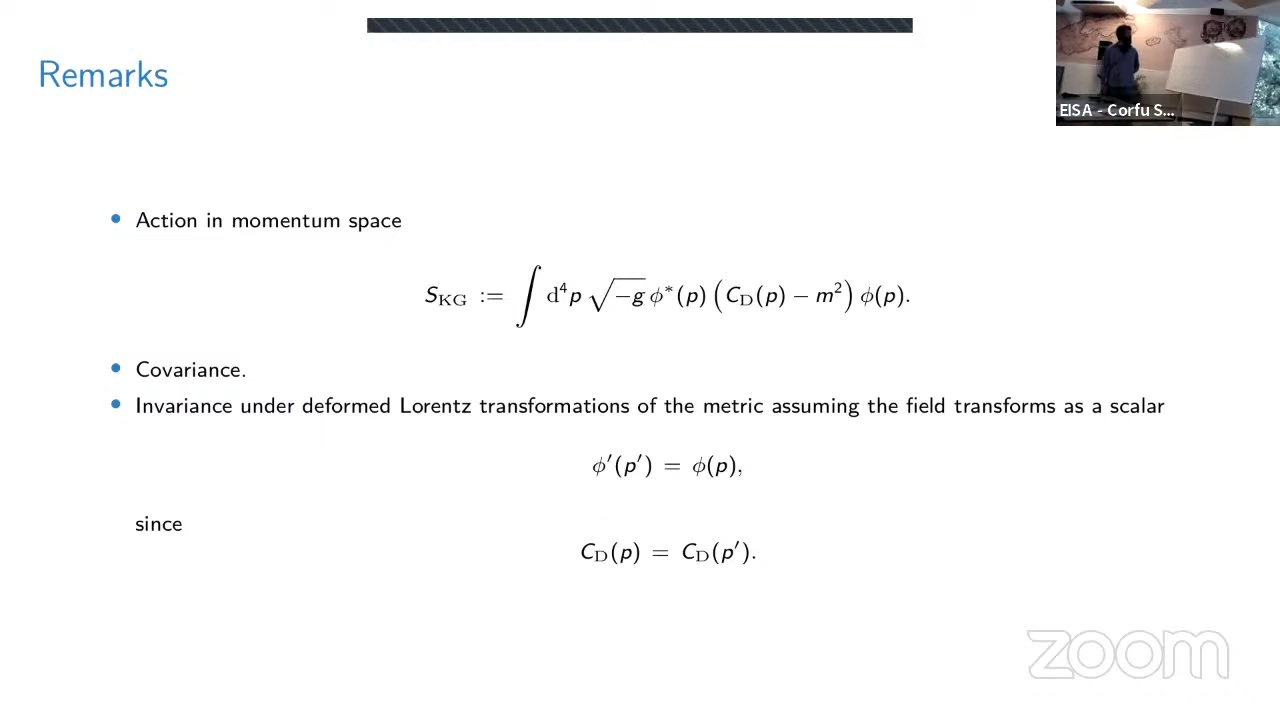 Remarks
EISA - Corfu S...
• Action in momentum space
S_KG := ∫ d⁴p √−g ϕ*(p) (C_D(p) − m²) ϕ(p).
• Covariance.
• Invariance under deformed Lorentz transformations of the metric assuming the field transforms as a scalar
ϕ′(p′) = ϕ(p),
since
C_D(p) = C_D(p′).
zoom